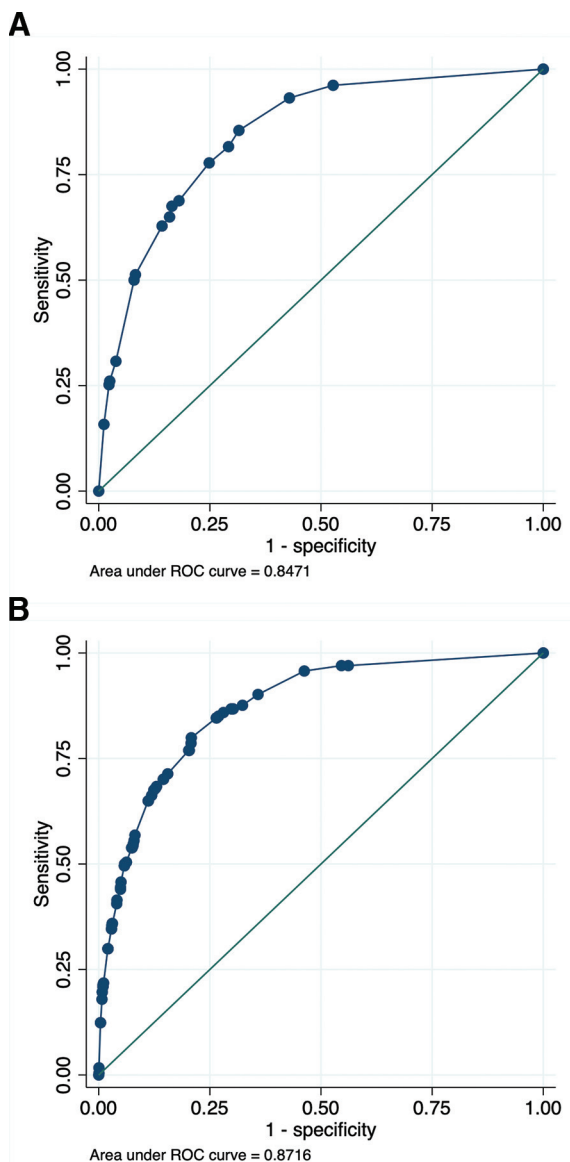 A
Sensitivity
1.00
0.75
0.50
0.25
0.00
0.00 0.25 0.50 0.75 1.00
1 - specificity
Area under ROC curve = 0.8471
B
Sensitivity
1.00
0.75
0.50
0.25
0.00
0.00 0.25 0.50 0.75 1.00
1 - specificity
Area under ROC curve = 0.8716